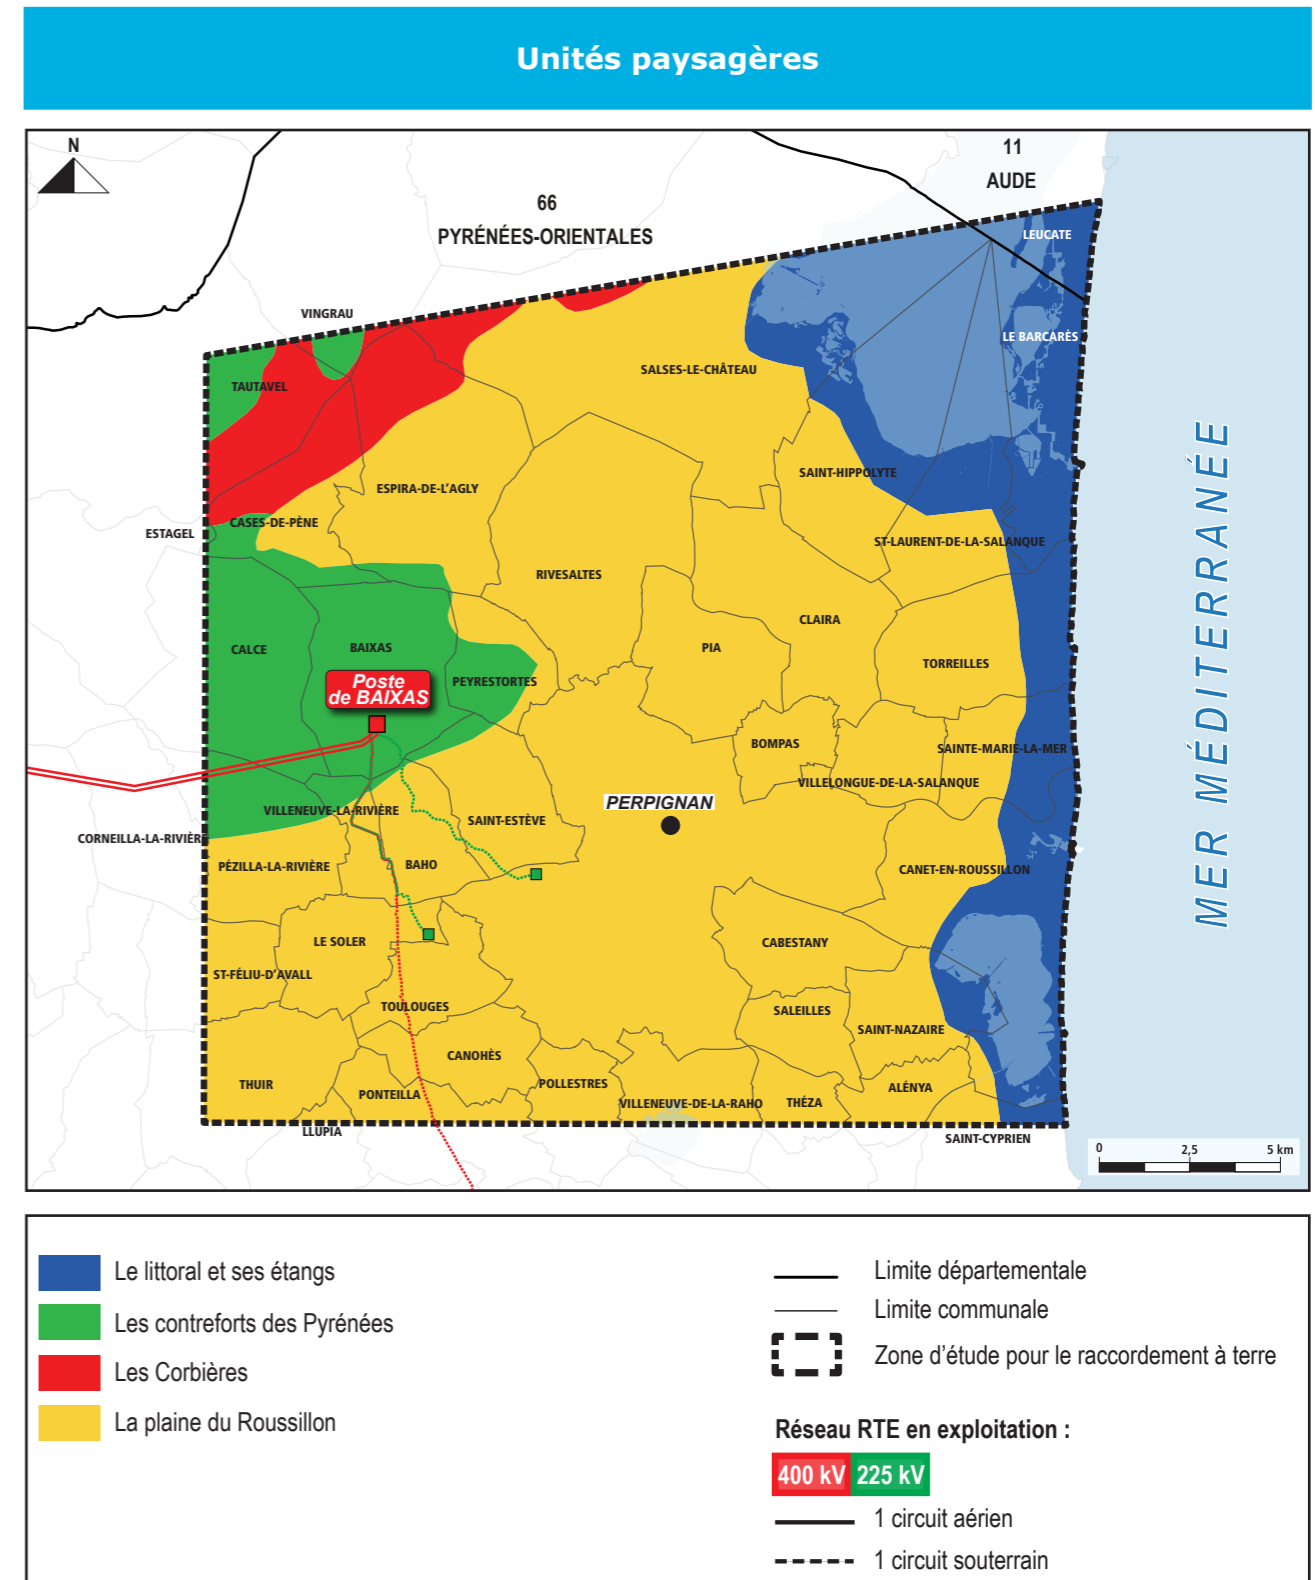 Unités paysagères
N
11
AUDE
66
PYRÉNÉES-ORIENTALES
LEUCATE
VINGRAU
LE BARCARÈS
SALSES-LE-CHÂTEAU
TAUTAVEL
SAINT-HIPPOLYTE
ESPIRA-DE-L'AGLY
CASES-DE-PÈNE
ESTAGEL
ST-LAURENT-DE-LA-SALANQUE
RIVESALTES
CLAIRA
PIA
CALCE
BAIXAS
TORREILLES
PEYRESTORTES
Poste
de BAIXAS
BOMPAS
SAINTE-MARIE-LA-MER
VILLELONGUE-DE-LA-SALANQUE
PERPIGNAN
VILLENEUVE-LA-RIVIÈRE
SAINT-ESTÈVE
CORNEILLA-LA-RIVIÈRE
PÉZILLA-LA-RIVIÈRE
BAHO
CANET-EN-ROUSSILLON
LE SOLER
CABESTANY
ST-FÉLIU-D'AVALL
TOULOUGES
SALEILLES
SAINT-NAZAIRE
CANOHÈS
THUIR
PONTEILLA
POLLESTRES
ALÉNYA
VILLENEUVE-DE-LA-RAHO
THÉZA
LLUPIA
SAINT-CYPRIEN
MER MÉDITERRANÉE
0 2,5 5 km
Le littoral et ses étangs
Les contreforts des Pyrénées
Les Corbières
La plaine du Roussillon
Limite départementale
Limite communale
Zone d'étude pour le raccordement à terre
Réseau RTE en exploitation :
400 kV 225 kV
1 circuit aérien
1 circuit souterrain